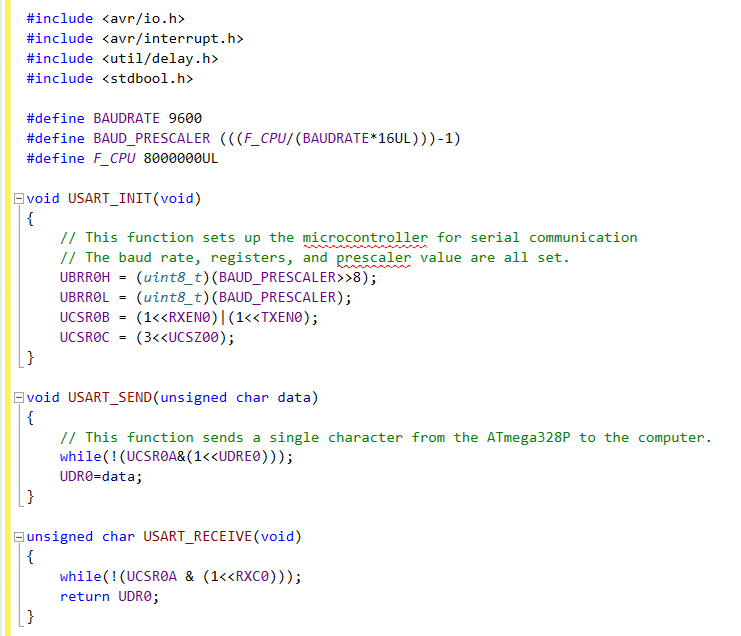 #include <avr/io.h>
#include <avr/interrupt.h>
#include <util/delay.h>
#include <stdbool.h>

#define BAUDRATE 9600
#define BAUD_PRESCALER (((F_CPU/(BAUDRATE*16UL)))-1)
#define F_CPU 8000000UL

void USART_INIT(void)
{
    // This function sets up the microcontroller for serial communication
    // The baud rate, registers, and prescaler value are all set.
    UBRR0H = (uint8_t)(BAUD_PRESCALER>>8);
    UBRR0L = (uint8_t)(BAUD_PRESCALER);
    UCSR0B = (1<<RXEN0)|(1<<TXEN0);
    UCSR0C = (3<<UCSZ00);
}

void USART_SEND(unsigned char data)
{
    // This function sends a single character from the ATmega328P to the computer.
    while(!(UCSR0A&(1<<UDRE0)));
    UDR0=data;
}

unsigned char USART_RECEIVE(void)
{
    while(!(UCSR0A & (1<<RXC0)));
    return UDR0;
}